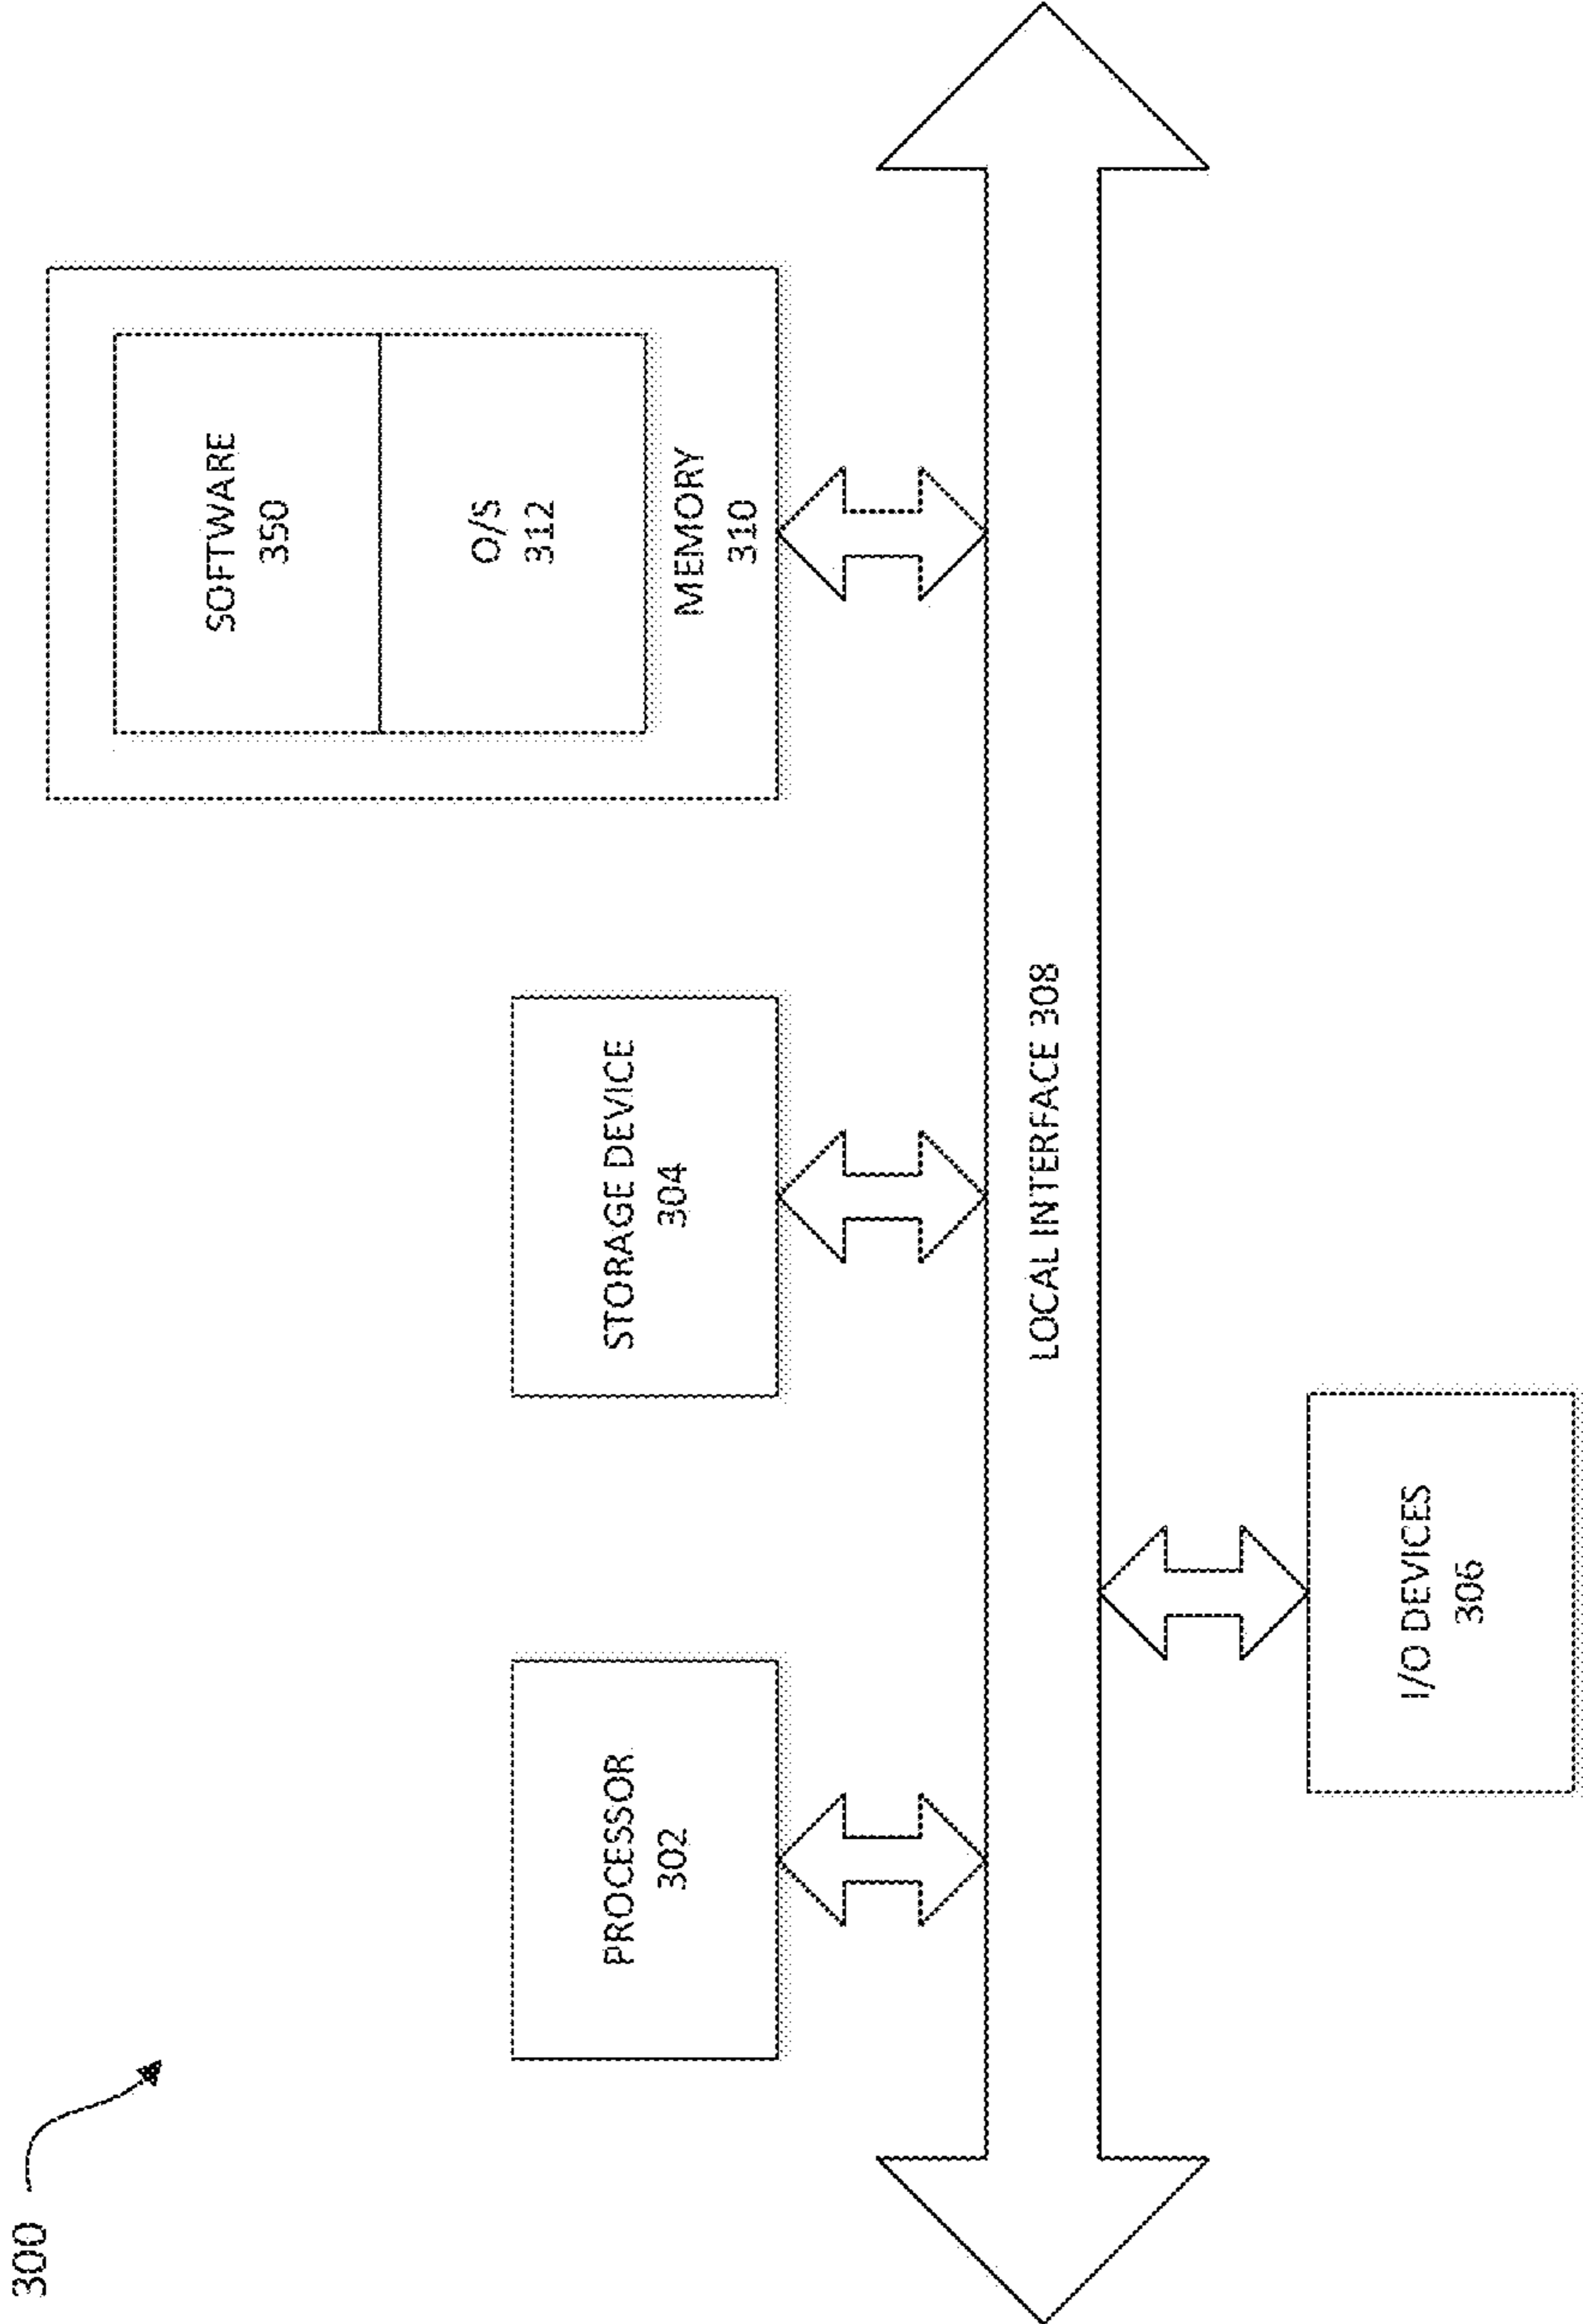 300
PROCESSOR
302
STORAGE DEVICE
304
SOFTWARE
350
O/S
312
MEMORY
310
LOCAL INTERFACE 308
I/O DEVICES
306